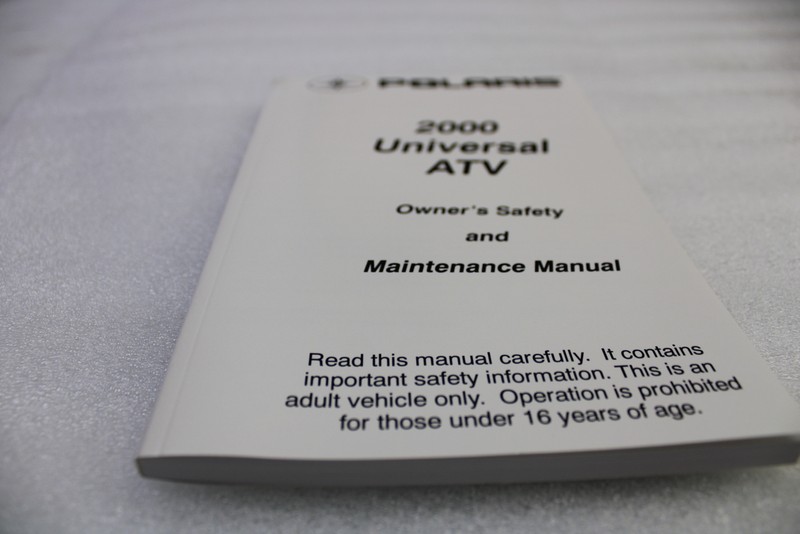 POLARIS
2000
Universal
ATV
Owner's Safety
and
Maintenance Manual
Read this manual carefully. It contains
important safety information. This is an
adult vehicle only. Operation is prohibited
for those under 16 years of age.